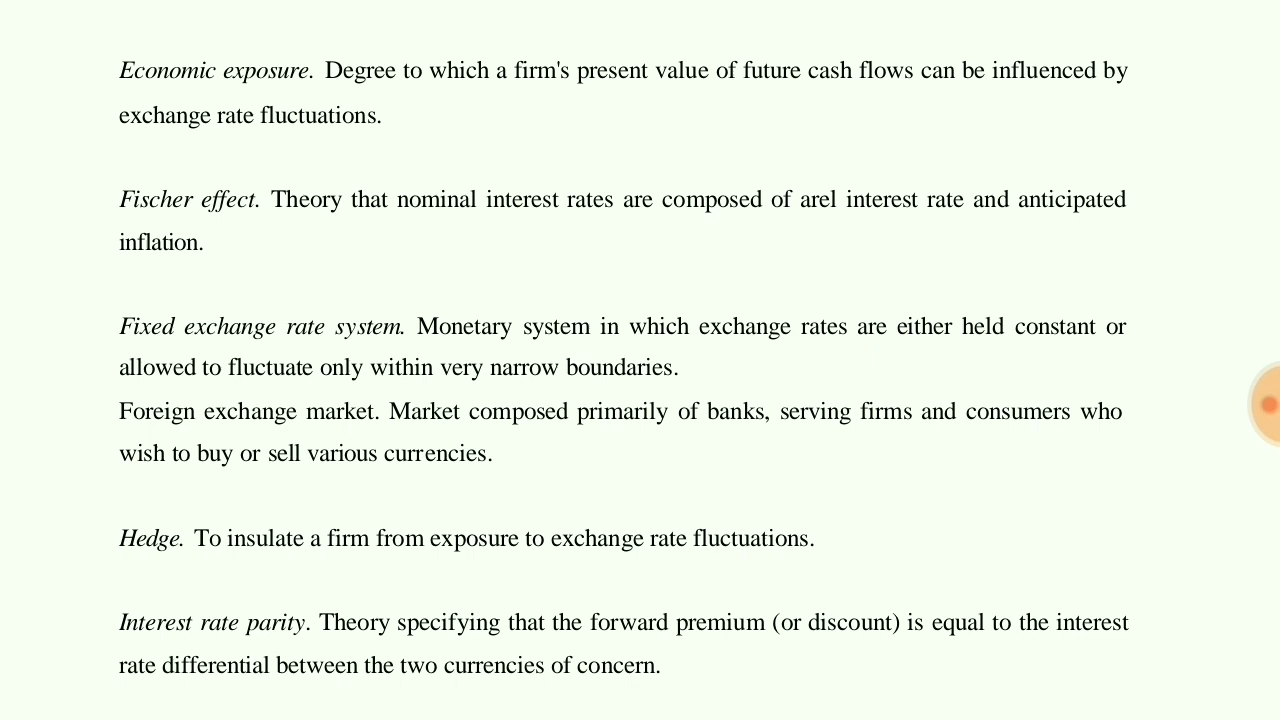 Economic exposure. Degree to which a firm's present value of future cash flows can be influenced by
exchange rate fluctuations.
Fischer effect. Theory that nominal interest rates are composed of arel interest rate and anticipated
inflation.
Fixed exchange rate system. Monetary system in which exchange rates are either held constant or
allowed to fluctuate only within very narrow boundaries.
Foreign exchange market. Market composed primarily of banks, serving firms and consumers who
wish to buy or sell various currencies.
Hedge. To insulate a firm from exposure to exchange rate fluctuations.
Interest rate parity. Theory specifying that the forward premium (or discount) is equal to the interest
rate differential between the two currencies of concern.